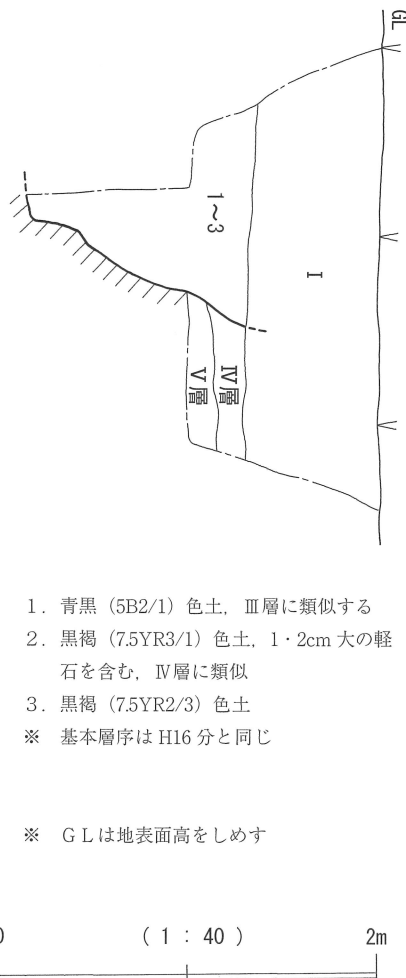 GL
I
1~3
Ⅳ層
Ⅴ層
1. 青黒(5B2/1)色土,Ⅲ層に類似する
2. 黒褐(7.5YR3/1)色土,1・2cm 大の軽
石を含む,Ⅳ層に類似
3. 黒褐(7.5YR2/3)色土
※ 基本層序は H16 分と同じ
※ GLは地表面高をしめす
0 (1:40) 2m